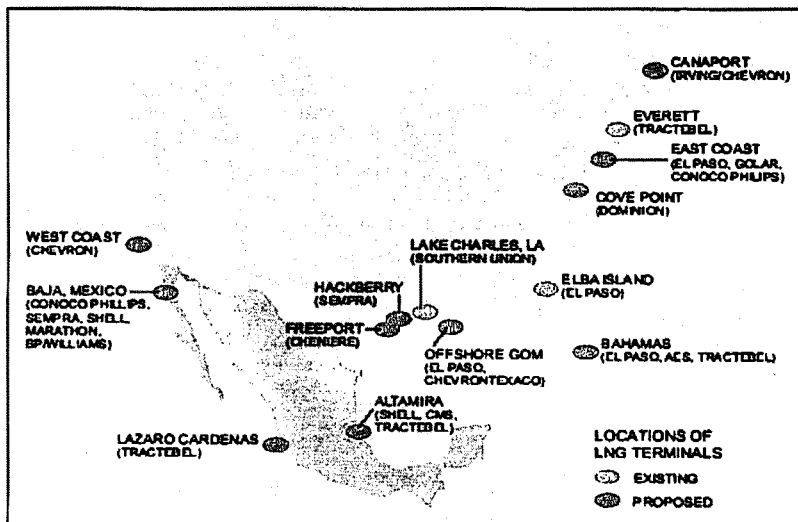 CANAPORT
(IRVING/CHEVRON)
EVERETT
(TRACTEBEL)
EAST COAST
(EL PASO, GOLAR,
CONOCO PHILIPS)
COVE POINT
(DOMINION)
WEST COAST
(CHEVRON)
LAKE CHARLES, LA
(SOUTHERN UNION)
BAJA, MEXICO
(CONOCO PHILLIPS,
SEMPRA, SHELL,
MARATHON,
BP/WILLIAMS)
HACKBERRY
(SEMPRA)
ELBA ISLAND
(EL PASO)
FREEPORT
(CHENIERE)
OFFSHORE GOM
(EL PASO,
CHEVRONTEXACO)
BAHAMAS
(EL PASO, AES, TRACTEBEL)
ALTAMIRA
(SHELL, CMS,
TRACTEBEL)
LAZARO CARDENAS
(TRACTEBEL)
LOCATIONS OF
LNG TERMINALS
EXISTING
PROPOSED